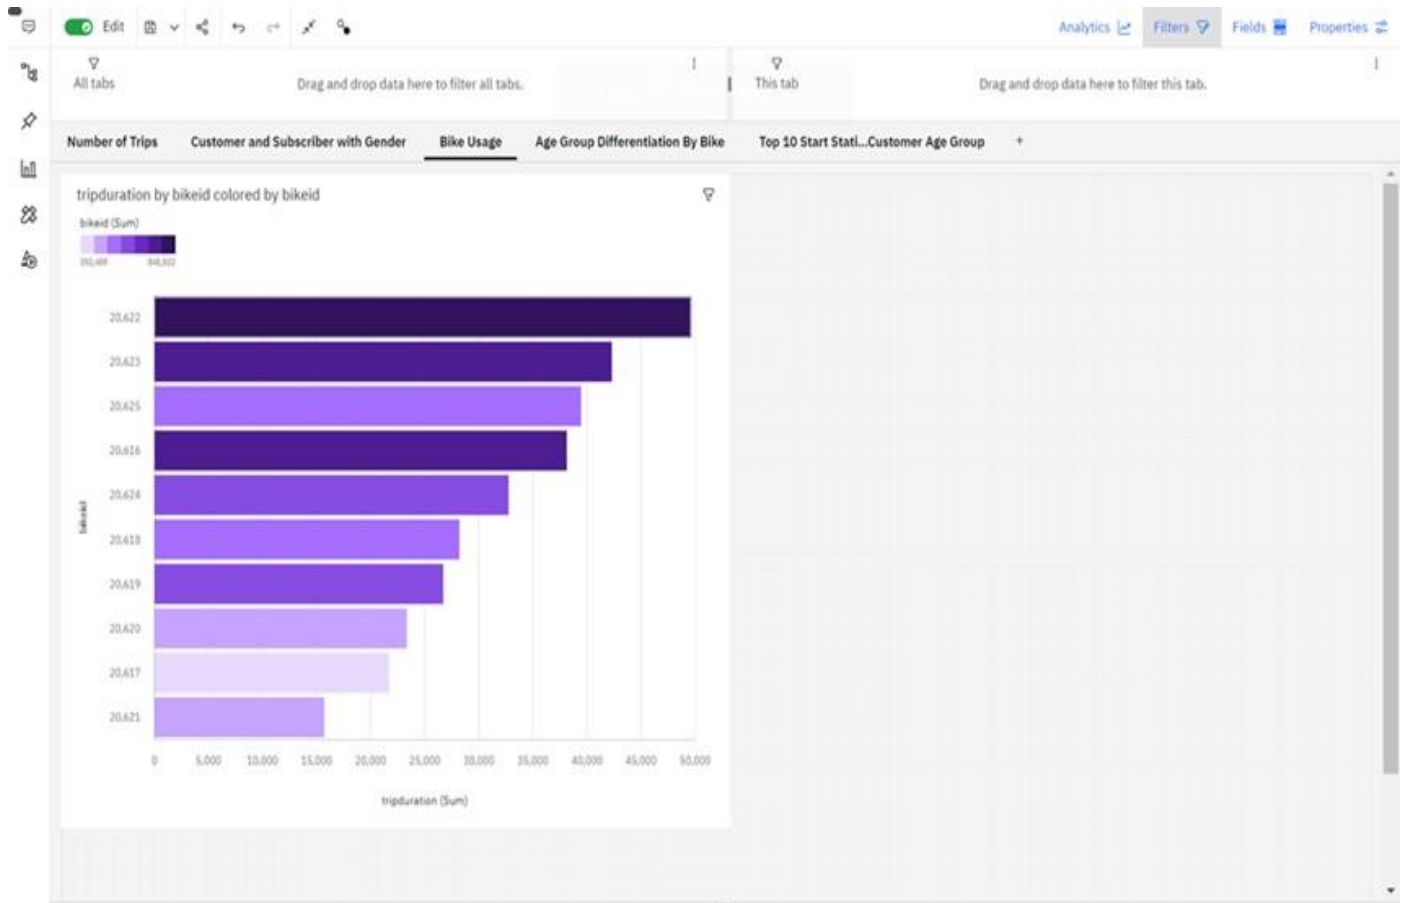 Edit
Analytics
Filters
Fields
Properties
All tabs
Drag and drop data here to filter all tabs.
This tab
Drag and drop data here to filter this tab.
Number of Trips
Customer and Subscriber with Gender
Bike Usage
Age Group Differentiation By Bike
Top 10 Start Stati...Customer Age Group
+
tripduration by bikeid colored by bikeid
bikeid (Sum)
20,622
20,623
20,625
20,616
20,624
20,618
20,619
20,620
20,617
20,621
bikeid
0 5,000 10,000 15,000 20,000 25,000 30,000 35,000 40,000 45,000 50,000
tripduration (Sum)